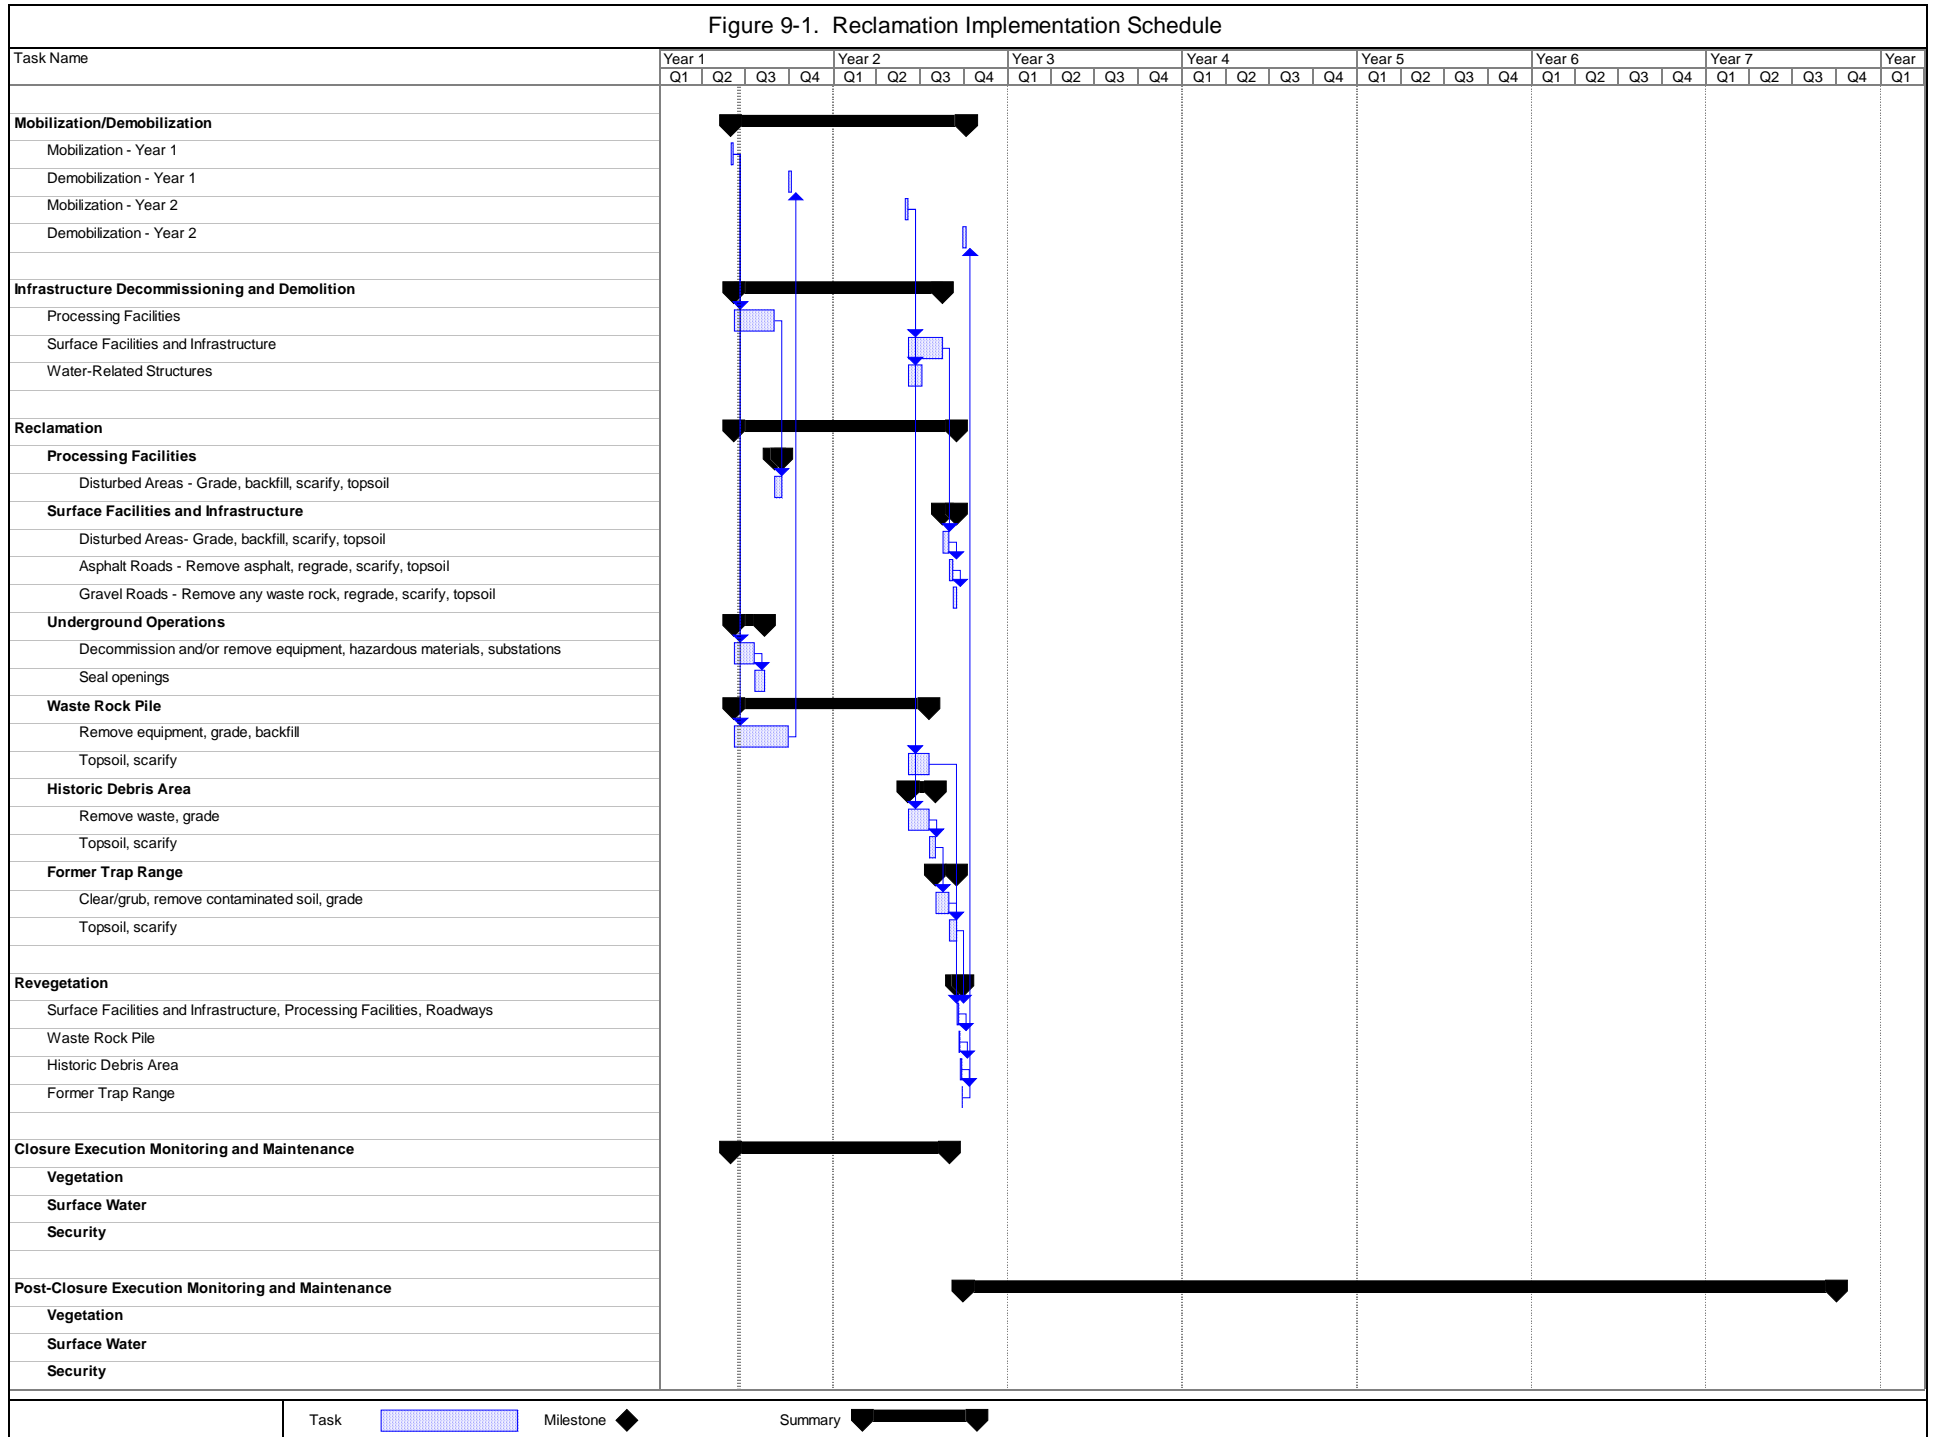 Figure 9-1.  Reclamation Implementation Schedule
Task Name
Year 1 Year 2 Year 3 Year 4 Year 5 Year 6 Year 7 Year
Q1 Q2 Q3 Q4 Q1 Q2 Q3 Q4 Q1 Q2 Q3 Q4 Q1 Q2 Q3 Q4 Q1 Q2 Q3 Q4 Q1 Q2 Q3 Q4 Q1 Q2 Q3 Q4 Q1
Mobilization/Demobilization
Mobilization - Year 1
Demobilization - Year 1
Mobilization - Year 2
Demobilization - Year 2
Infrastructure Decommissioning and Demolition
Processing Facilities
Surface Facilities and Infrastructure
Water-Related Structures
Reclamation
Processing Facilities
Disturbed Areas - Grade, backfill, scarify, topsoil
Surface Facilities and Infrastructure
Disturbed Areas- Grade, backfill, scarify, topsoil
Asphalt Roads - Remove asphalt, regrade, scarify, topsoil
Gravel Roads - Remove any waste rock, regrade, scarify, topsoil
Underground Operations
Decommission and/or remove equipment, hazardous materials, substations
Seal openings
Waste Rock Pile
Remove equipment, grade, backfill
Topsoil, scarify
Historic Debris Area
Remove waste, grade
Topsoil, scarify
Former Trap Range
Clear/grub, remove contaminated soil, grade
Topsoil, scarify
Revegetation
Surface Facilities and Infrastructure, Processing Facilities, Roadways
Waste Rock Pile
Historic Debris Area
Former Trap Range
Closure Execution Monitoring and Maintenance
Vegetation
Surface Water
Security
Post-Closure Execution Monitoring and Maintenance
Vegetation
Surface Water
Security
Task Milestone Summary